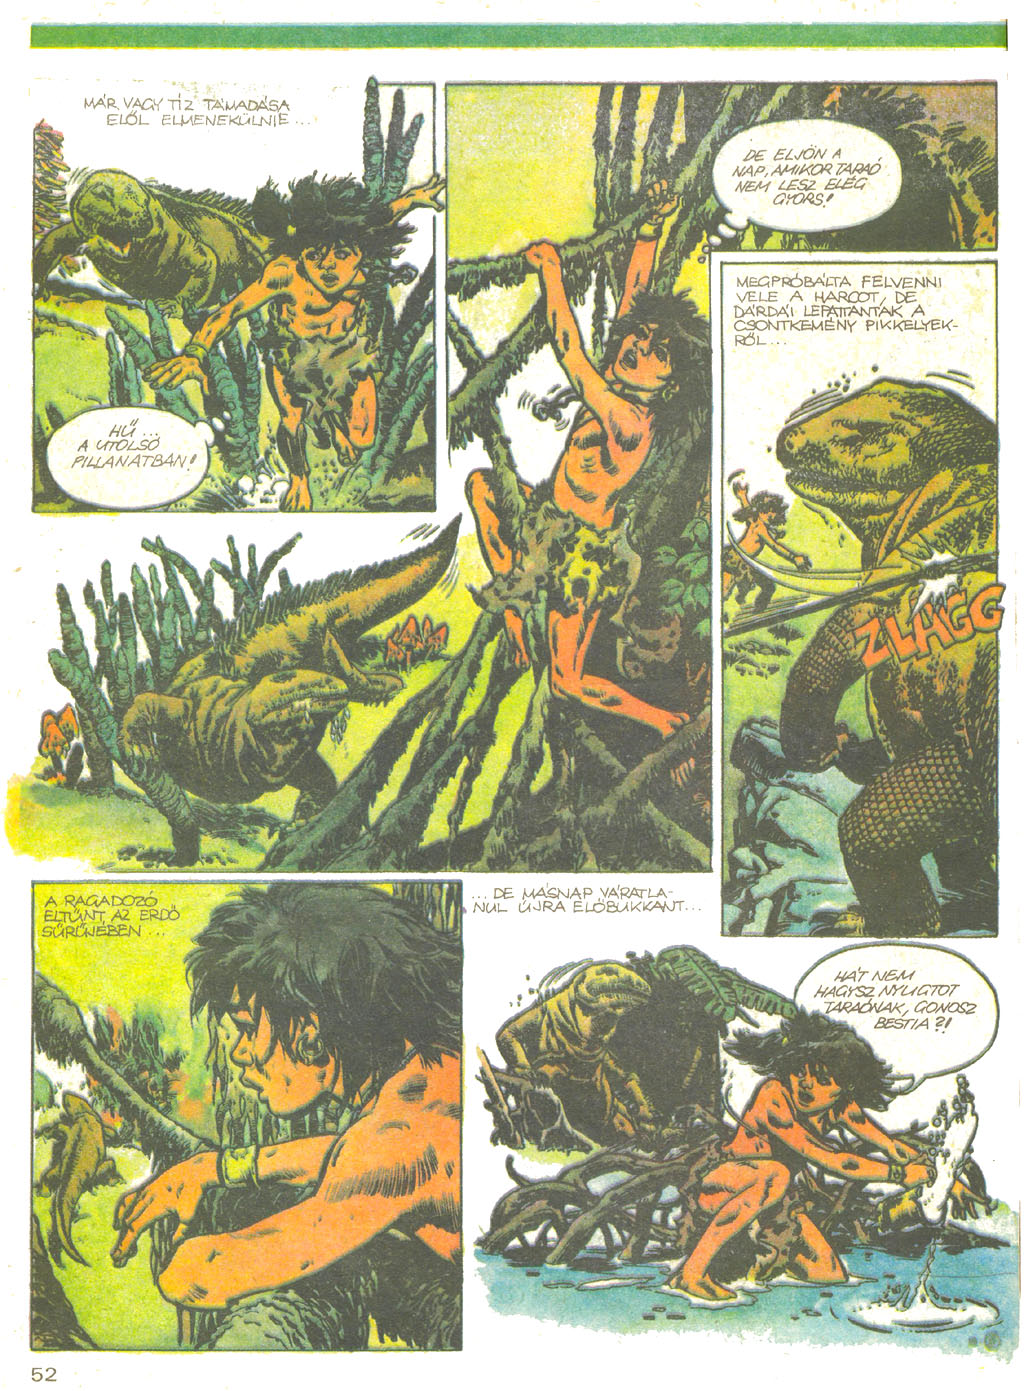 MÁR VAGY TÍZ TÁMADÁSA
ELŐL ELMENEKÜLNIE...
HŰ...
A UTOLSÓ
PILLANATBAN!
DE ELJÖN A
NAP, AMIKOR TARAÓ
NEM LESZ ELÉG
GYORS!
MEGPRÓBÁLTA FELVENNI
VELE A HARCOT, DE
DÁRDÁI LEPATTANTAK A
CSONTKEMÉNY PIKKELYEK-
RŐL...
ZLAGG
A RAGADOZÓ
ELTŰNT AZ ERDŐ
SŰRŰJÉBEN...
...DE MÁSNAP VÁRATLA-
NUL ÚJRA ELŐBUKKANT...
HÁT NEM
HAGYSZ NYUGTOT
TARAÓNAK, GONOSZ
BESTIA?!
52